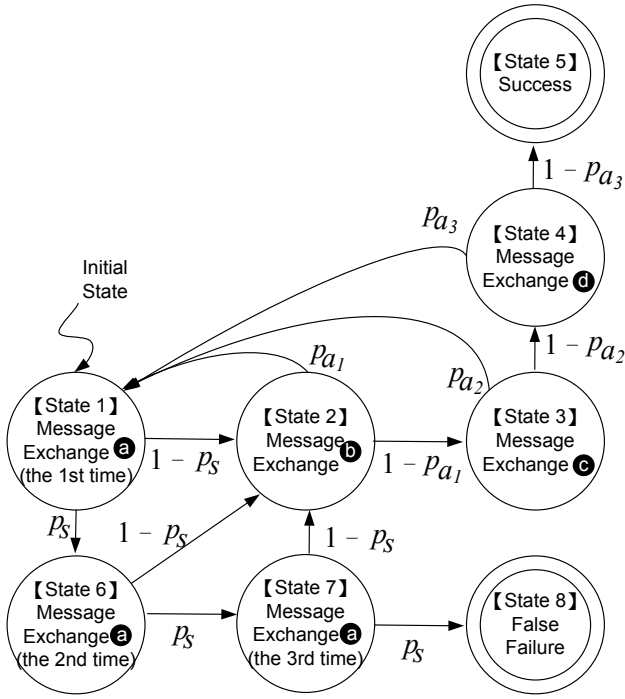 【State 5】
Success
1 - pa3
pa3
【State 4】
Message
Exchange d
Initial
State
1 - pa2
pa1
pa2
【State 1】
Message
Exchange a
(the 1st time)
1 - ps
【State 2】
Message
Exchange b
1 - pa1
【State 3】
Message
Exchange c
ps
1 - ps
1 - ps
【State 6】
Message
Exchange a
(the 2nd time)
ps
【State 7】
Message
Exchange a
(the 3rd time)
ps
【State 8】
False
Failure